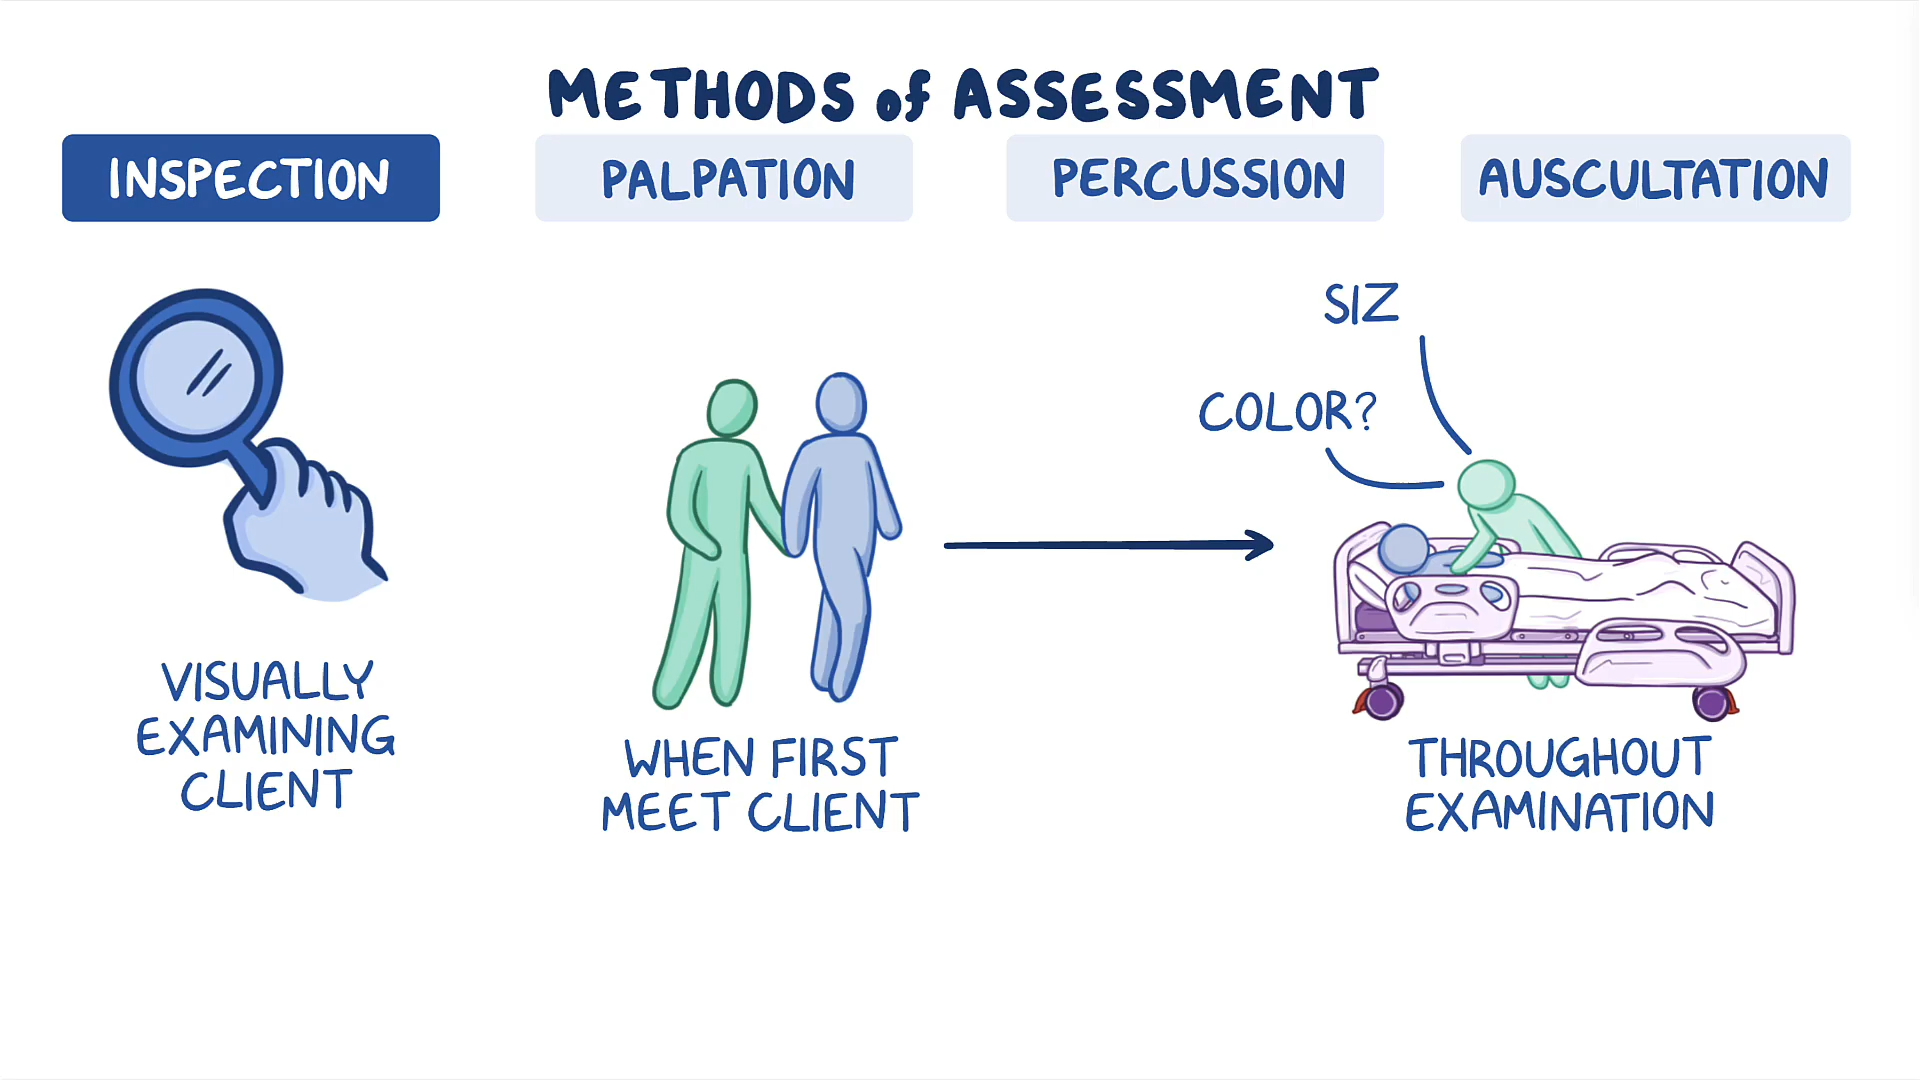 METHODS of ASSESSMENT
INSPECTION
PALPATION
PERCUSSION
AUSCULTATION
SIZ
COLOR?
VISUALLY
EXAMINING
CLIENT
WHEN FIRST
MEET CLIENT
THROUGHOUT
EXAMINATION